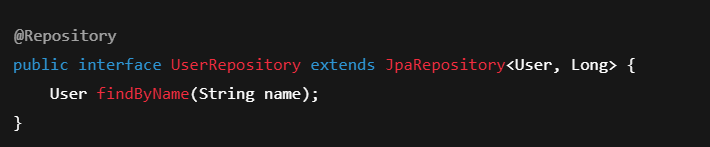 @Repository
public interface UserRepository extends JpaRepository<User, Long> {
    User findByName(String name);
}